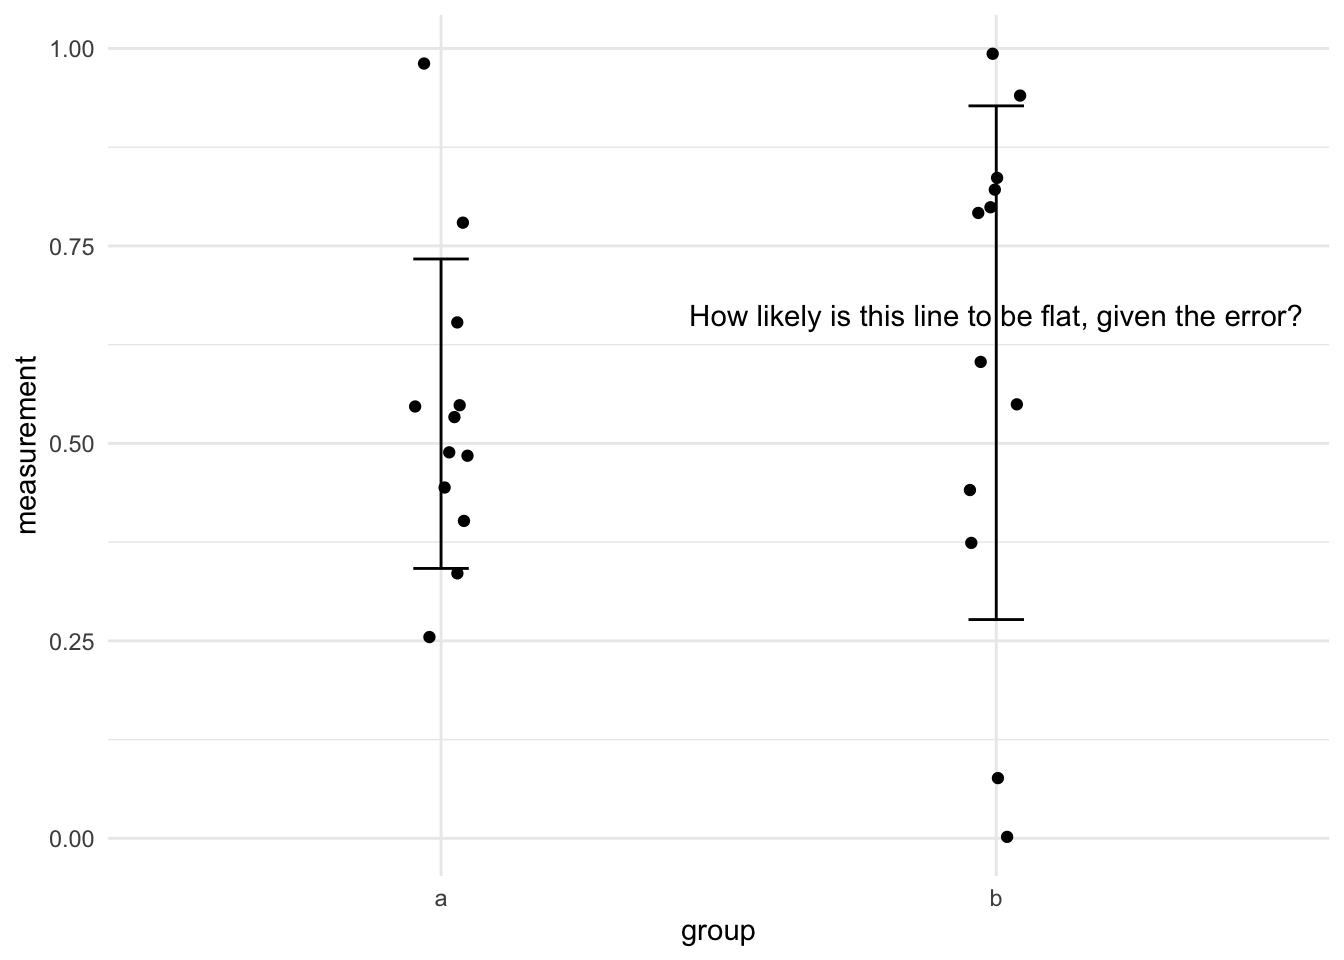 1.00
0.75
How likely is this line to be flat, given the error?
measurement
0.50
0.25
0.00
a
b
group